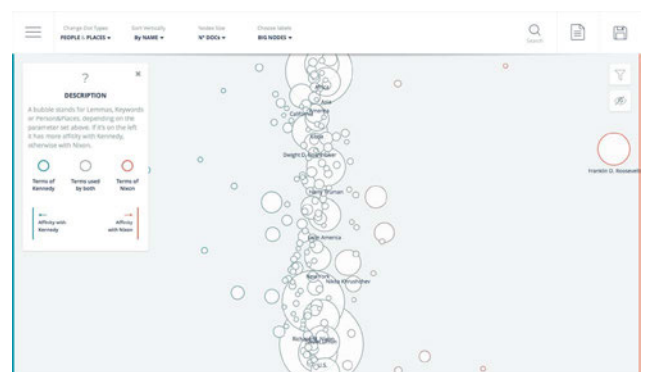 Change Dot Types
PEOPLE & PLACES
Sort Vertically
By NAME
Nodes Size
N° DOCs
Choose labels
BIG NODES
Search
?
DESCRIPTION
A bubble stands for Lemmas, Keywords
or Person&Places, depending on the
parameter set above. If it's on the left
it has more affisity with Kennedy,
otherwise with Nixon.
Terms of
Kennedy
Terms used
by both
Terms of
Nixon
Affinity with
Kennedy
Affinity
with Nixon
Africa
Asia
America
California
Dwight D.
Franklin D. Roosevelt
Harry Truman
Latin America
New York
Nikita Khrushchev
Richard
U.S.